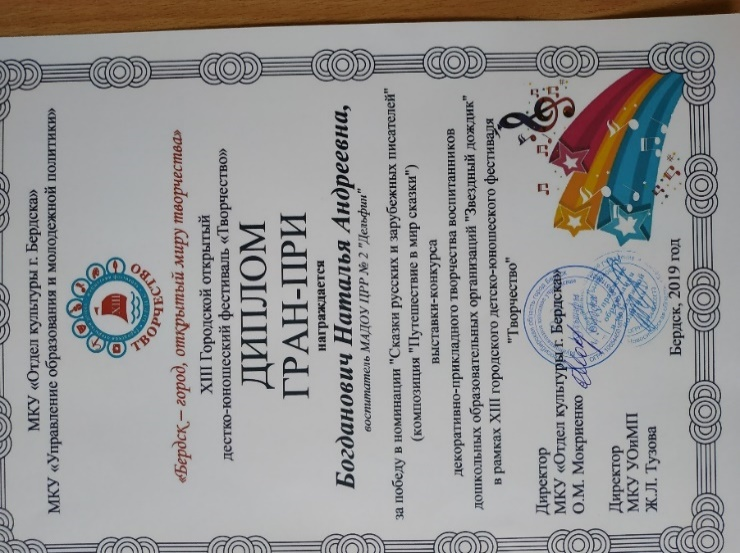 МКУ «Отдел культуры г. Бердска»
МКУ «Управление образования и молодежной политики»
XIII
ТВОРЧЕСТВО
«Бердск – город, открытый миру творчества»
XIII Городской открытый
дестко-юношеский фестиваль «Творчество»
ДИПЛОМ
ГРАН-ПРИ
награждается
Богданович Наталья Андреевна,
воспитатель МАДОУ ЦРР № 2 "Дельфин"
за победу в номинации "Сказки русских и зарубежных писателей"
(композиция "Путешествие в мир сказки")
выставки-конкурса
декоративно-прикладного творчества воспитанников
дошкольных образовательных организаций "Звездный дождик"
в рамках XIII городского детско-юношеского фестиваля
"Творчество"
Директор
МКУ «Отдел культуры г. Бердска»
О.М. Мокриенко
Директор
МКУ УОиМП
Ж.Л. Тузова
Бердск, 2019 год